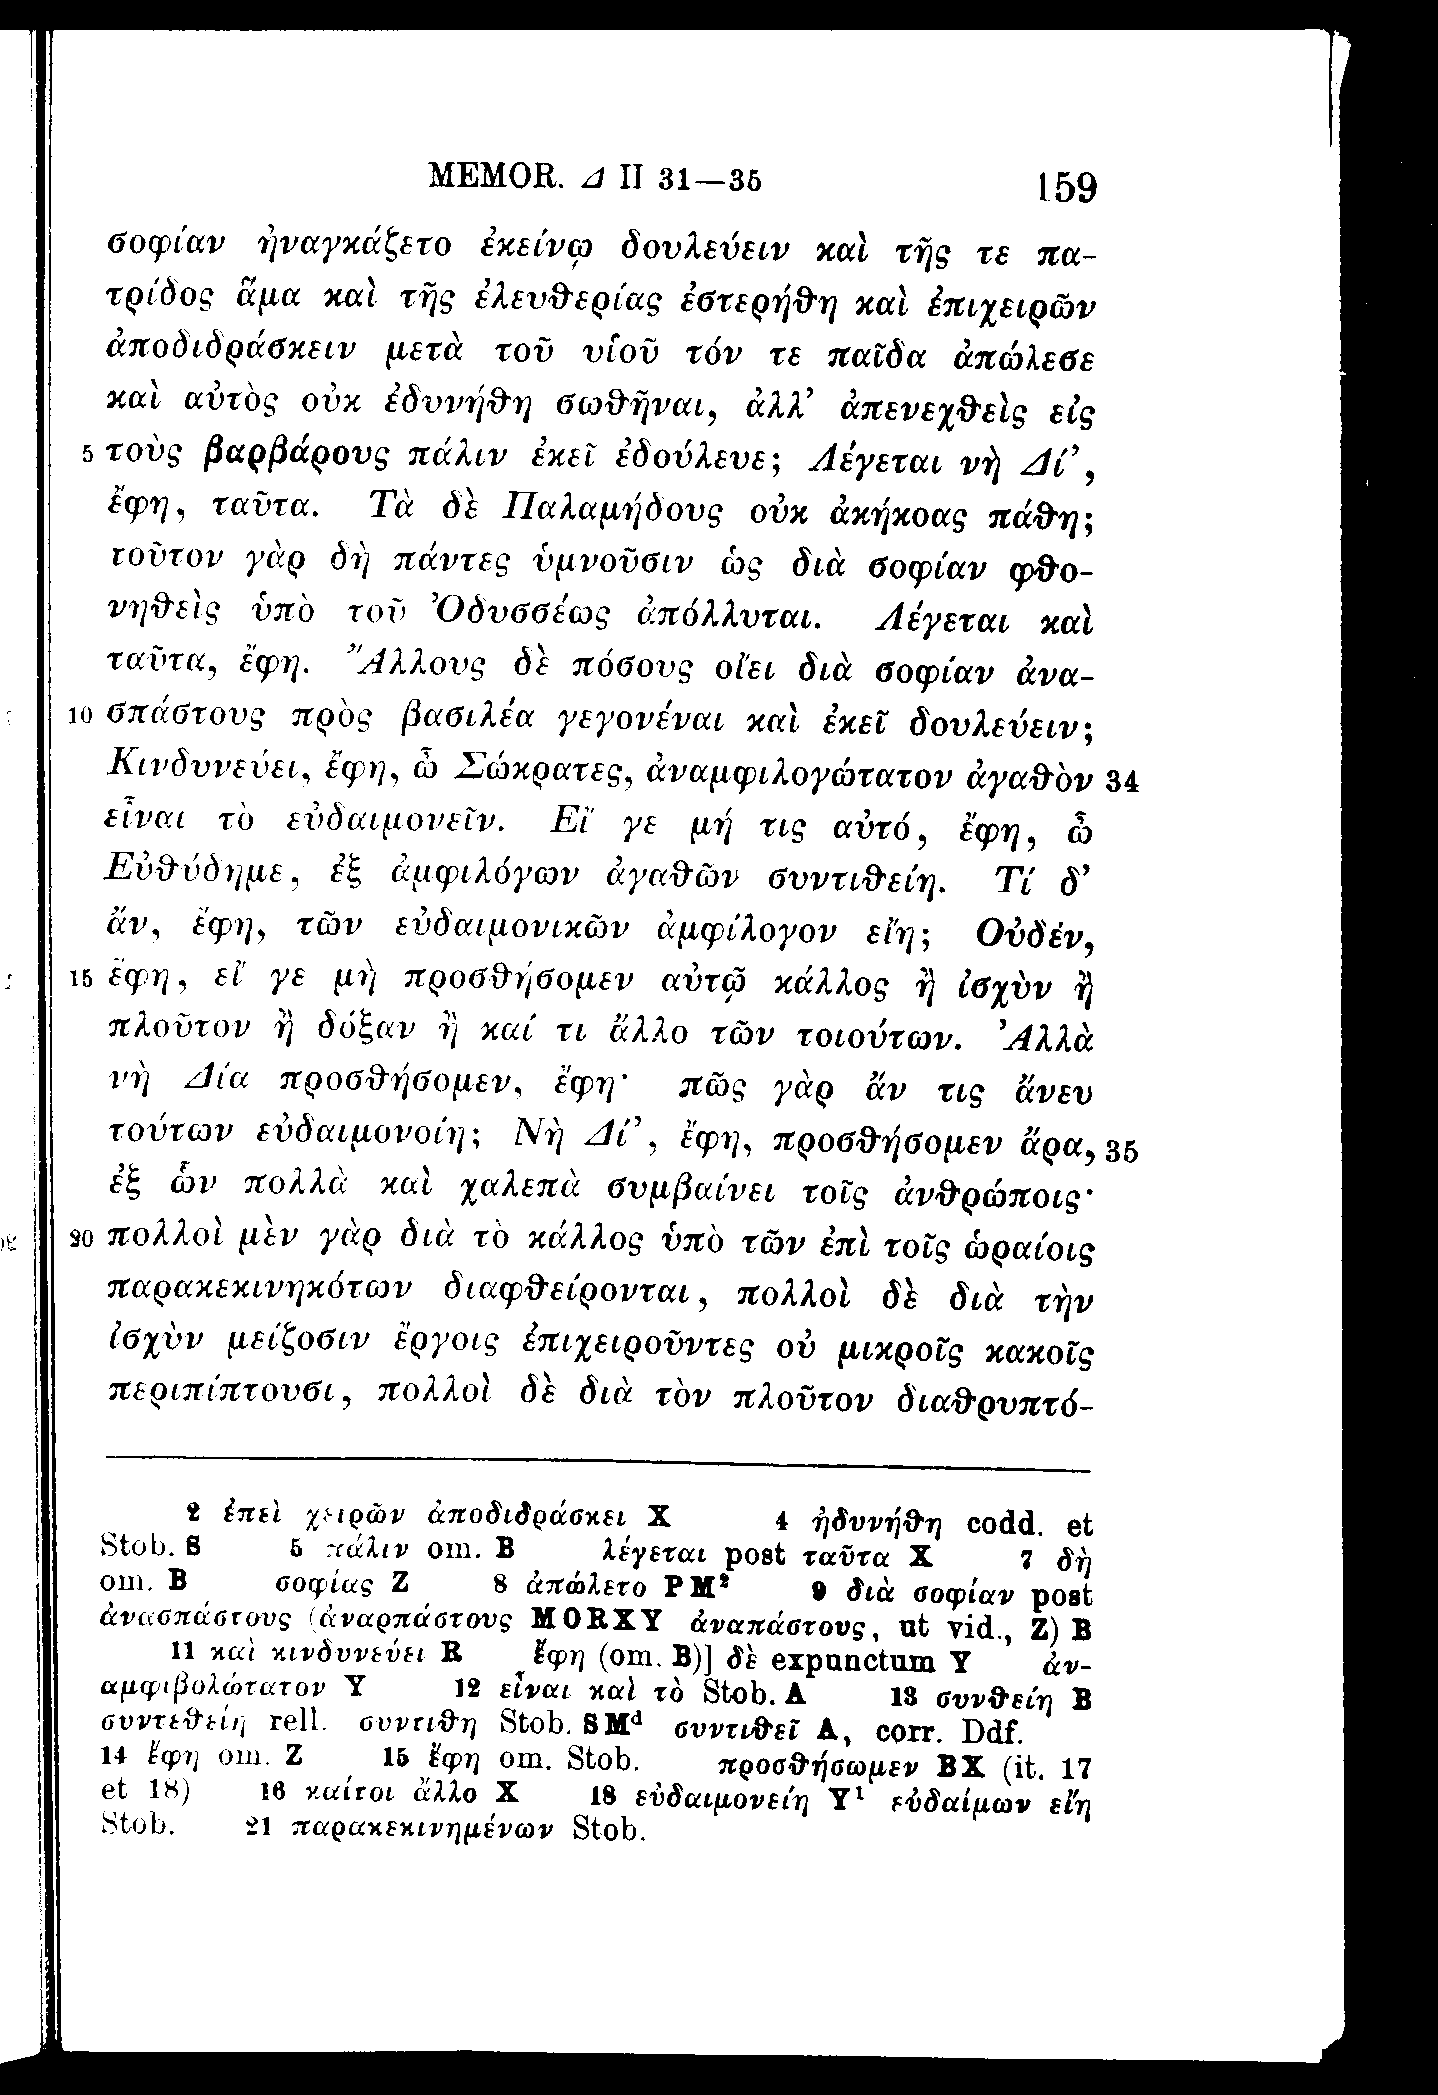 MEMOR. Δ II 31—35 159
σοφίαν ἠναγκάζετο ἐκείνῳ δουλεύειν καὶ τῆς τε πα-
τρίδος ἅμα καὶ τῆς ἐλευθερίας ἐστερήθη καὶ ἐπιχειρῶν
ἀποδιδράσκειν μετὰ τοῦ υἱοῦ τόν τε παῖδα ἀπώλεσε
καὶ αὐτὸς οὐκ ἐδυνήθη σωθῆναι, ἀλλ’ ἀπενεχθεὶς εἰς
5 τοὺς βαρβάρους πάλιν ἐκεῖ ἐδούλευε; Λέγεται νὴ Δί’,
ἔφη, ταῦτα. Τὰ δὲ Παλαμήδους οὐκ ἀκήκοας πάθη;
τοῦτον γὰρ δὴ πάντες ὑμνοῦσιν ὡς διὰ σοφίαν φθο-
νηθεὶς ὑπὸ τοῦ Ὀδυσσέως ἀπόλλυται. Λέγεται καὶ
ταῦτα, ἔφη. Ἄλλους δὲ πόσους οἴει διὰ σοφίαν ἀνα-
10 σπάστους πρὸς βασιλέα γεγονέναι καὶ ἐκεῖ δουλεύειν;
Κινδυνεύει, ἔφη, ὦ Σώκρατες, ἀναμφιλογώτατον ἀγαθὸν 34
εἶναι τὸ εὐδαιμονεῖν. Εἴ γε μή τις αὐτό, ἔφη, ὦ
Εὐθύδημε, ἐξ ἀμφιλόγων ἀγαθῶν συντιθείη. Τί δ’
ἄν, ἔφη, τῶν εὐδαιμονικῶν ἀμφίλογον εἴη; Οὐδέν,
15 ἔφη, εἴ γε μὴ προσθήσομεν αὐτῷ κάλλος ἢ ἰσχὺν ἢ
πλοῦτον ἢ δόξαν ἢ καί τι ἄλλο τῶν τοιούτων. Ἀλλὰ
νὴ Δία προσθήσομεν, ἔφη· πῶς γὰρ ἄν τις ἄνευ
τούτων εὐδαιμονοίη; Νὴ Δί’, ἔφη, προσθήσομεν ἄρα, 35
ἐξ ὧν πολλὰ καὶ χαλεπὰ συμβαίνει τοῖς ἀνθρώποις·
20 πολλοὶ μὲν γὰρ διὰ τὸ κάλλος ὑπὸ τῶν ἐπὶ τοῖς ὡραίοις
παρακεκινηκότων διαφθείρονται, πολλοὶ δὲ διὰ τὴν
ἰσχὺν μείζοσιν ἔργοις ἐπιχειροῦντες οὐ μικροῖς κακοῖς
περιπίπτουσι, πολλοὶ δὲ διὰ τὸν πλοῦτον διαθρυπτό-
2 ἐπεὶ χειρῶν ἀποδιδράσκει X 4 ἠδυνήθη codd. et
Stob. S 5 πάλιν om. B λέγεται post ταῦτα X 7 δὴ
om. B σοφίας Z 8 ἀπώλετο PM² 9 διὰ σοφίαν post
ἀνασπάστους (ἀναρπάστους MORXY ἀναπάστους, ut vid., Z) B
11 καὶ κινδυνεύει R ἔφη (om. B)] δὲ expunctum Y ἀν-
αμφιβολώτατον Y 12 εἶναι καὶ τὸ Stob. A 13 συνθείη B
συντεθείη rell. συντιθη Stob. SMᵈ συντιθεῖ A, corr. Ddf.
14 ἔφη om. Z 15 ἔφη om. Stob. προσθήσωμεν BX (it. 17
et 18) 16 καίτοι ἄλλο X 18 εὐδαιμονείη Y¹ εὐδαίμων εἴη
Stob. 21 παρακεκινημένων Stob.